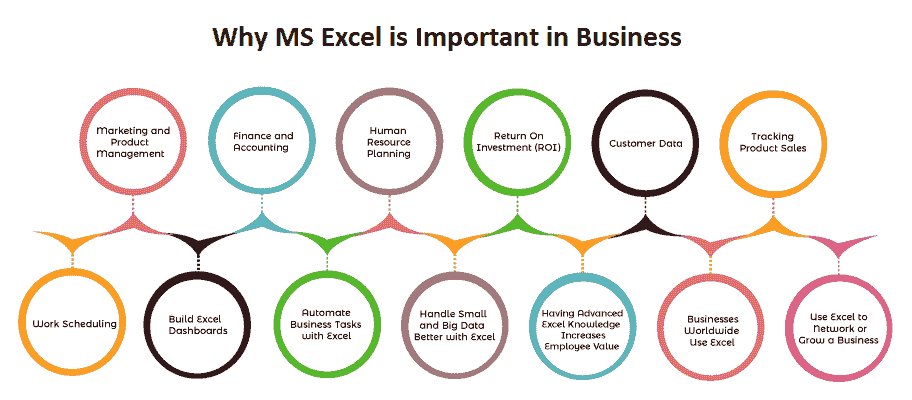 Why MS Excel is Important in Business
Marketing and
Product
Management
Finance and
Accounting
Human
Resource
Planning
Return On
Investment (ROI)
Customer Data
Tracking
Product Sales
Work Scheduling
Build Excel
Dashboards
Automate
Business Tasks
with Excel
Handle Small
and Big Data
Better with Excel
Having Advanced
Excel Knowledge
Increases
Employee Value
Businesses
Worldwide
Use Excel
Use Excel to
Network or
Grow a Business